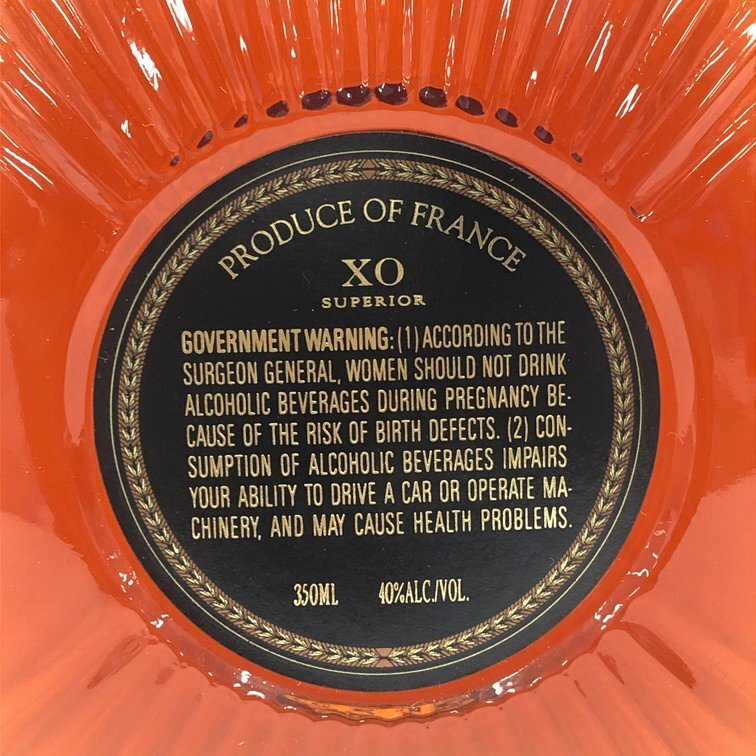 PRODUCE OF FRANCE
XO
SUPERIOR
GOVERNMENT WARNING: (1) ACCORDING TO THE
SURGEON GENERAL, WOMEN SHOULD NOT DRINK
ALCOHOLIC BEVERAGES DURING PREGNANCY BE-
CAUSE OF THE RISK OF BIRTH DEFECTS. (2) CON-
SUMPTION OF ALCOHOLIC BEVERAGES IMPAIRS
YOUR ABILITY TO DRIVE A CAR OR OPERATE MA-
CHINERY, AND MAY CAUSE HEALTH PROBLEMS.
350ML 40%ALC./VOL.